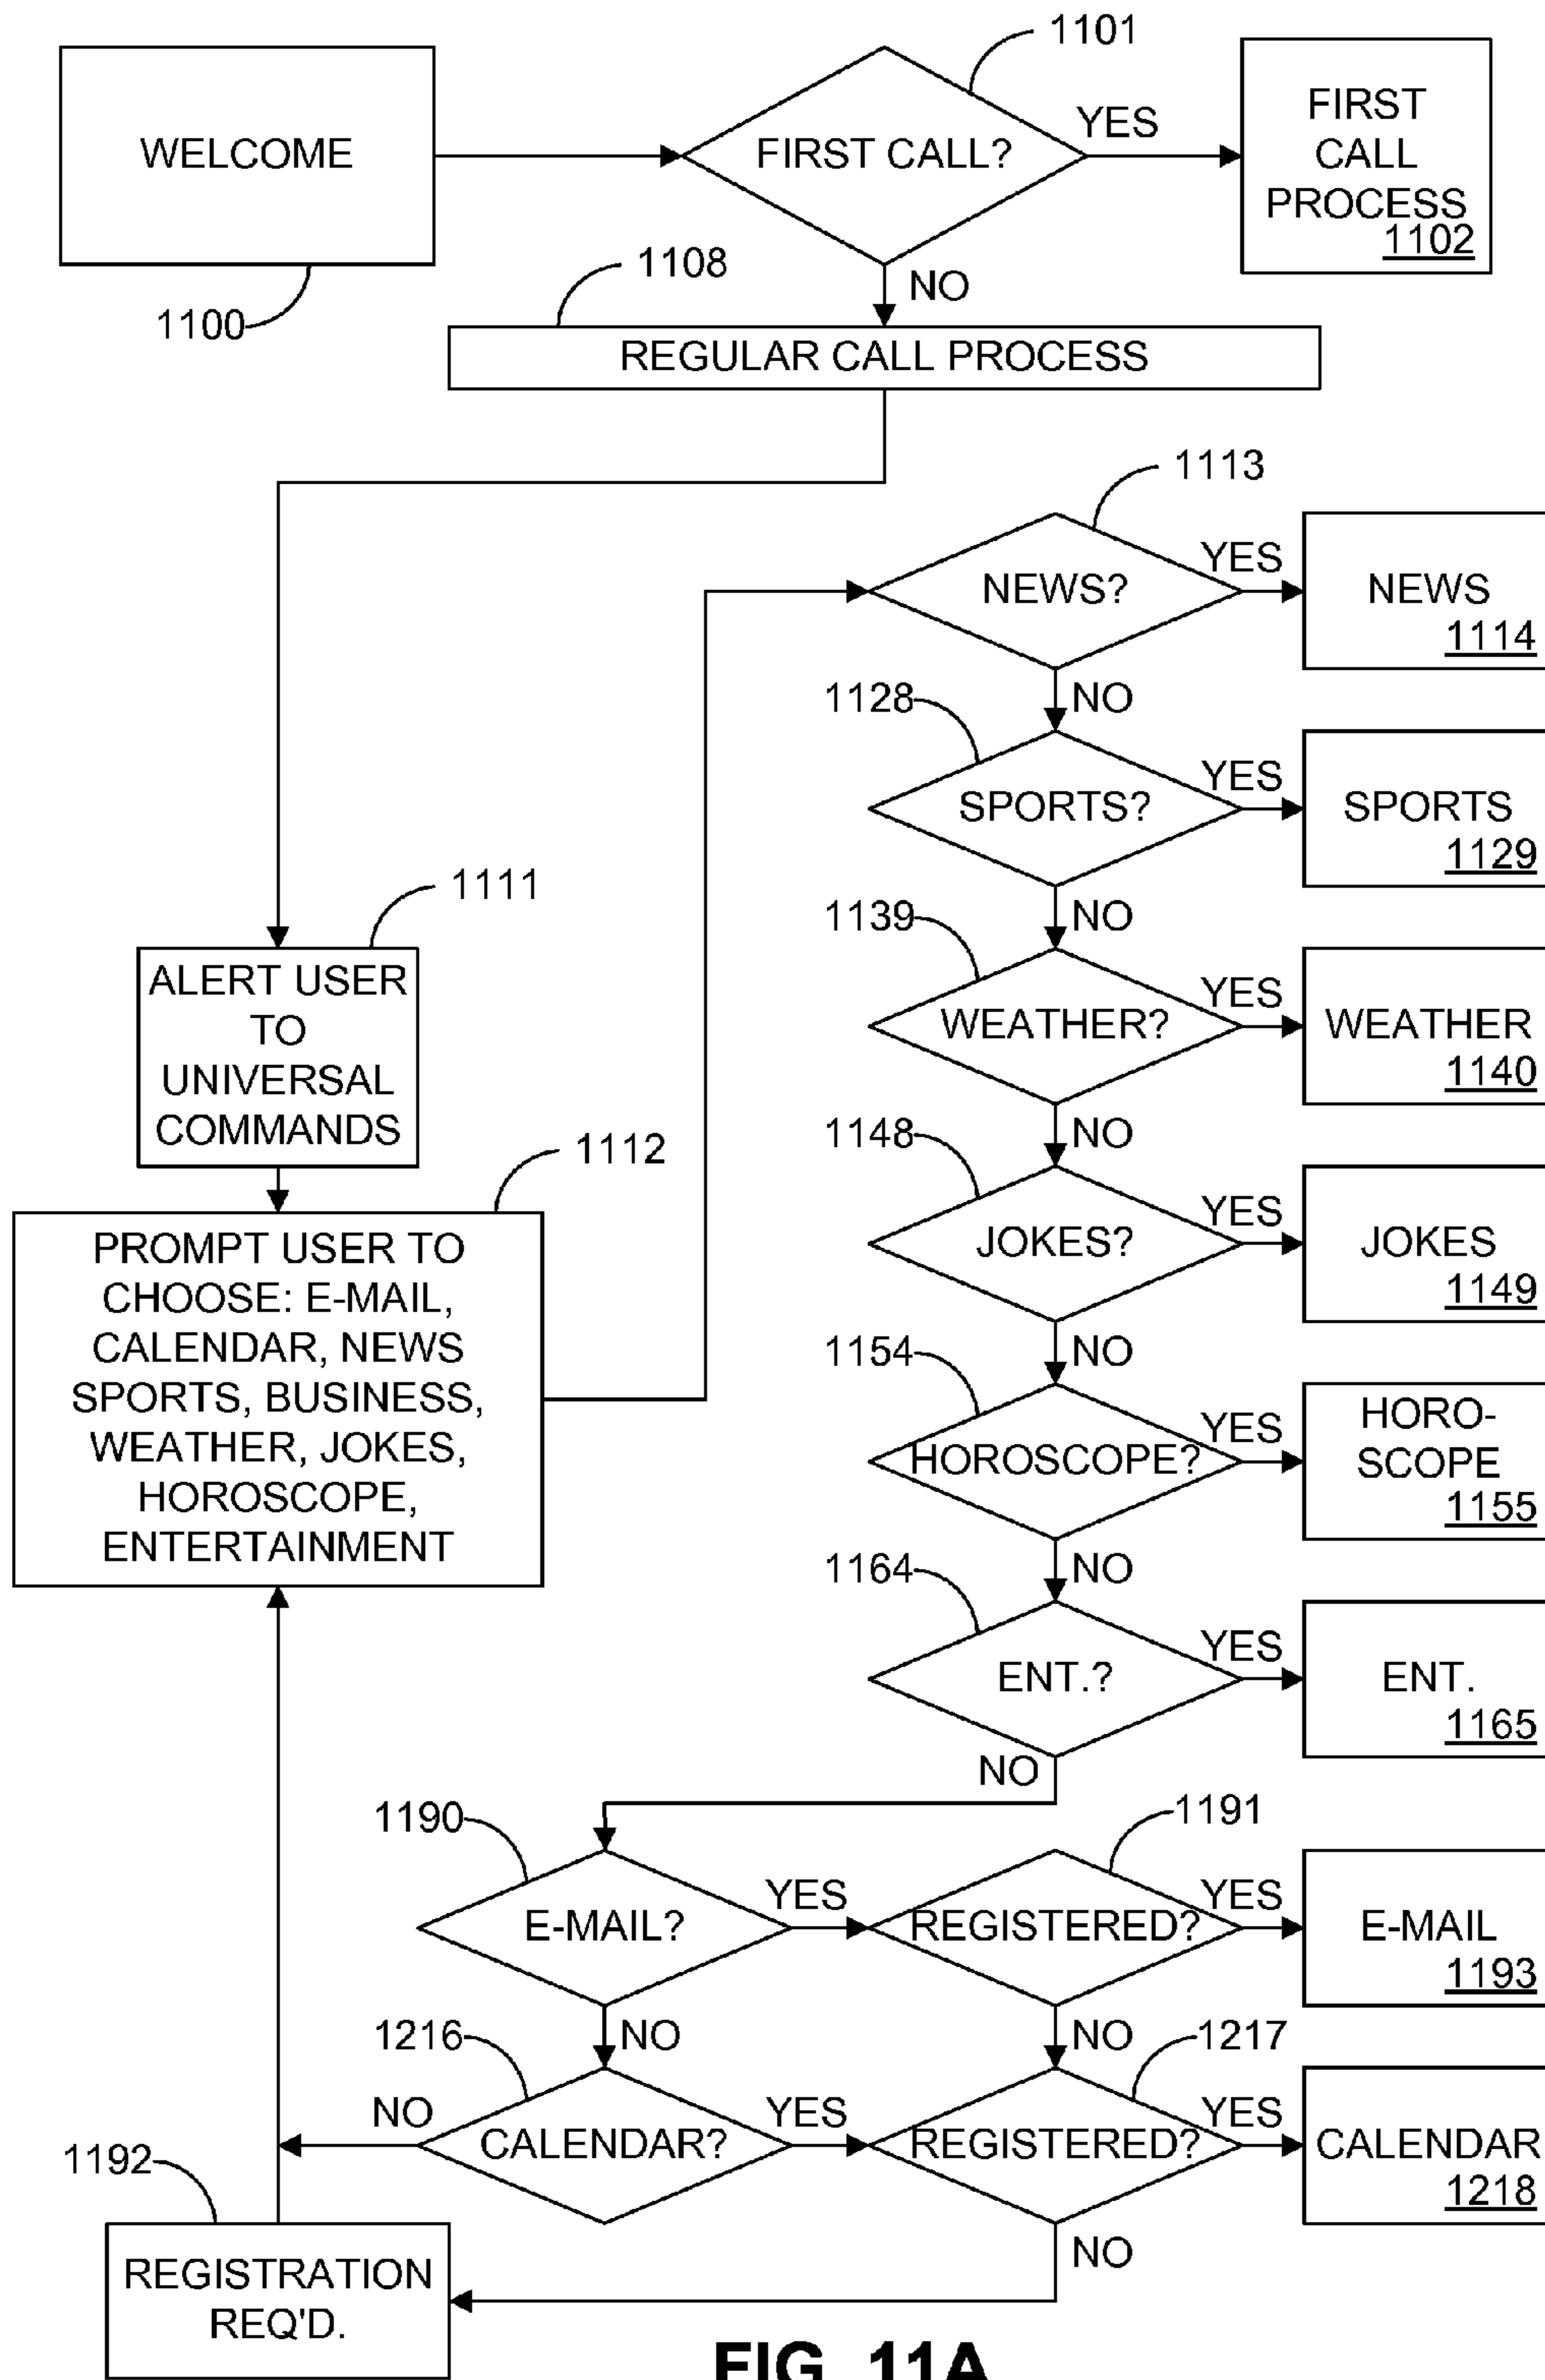 1101
WELCOME
FIRST CALL?
YES
FIRST
CALL
PROCESS
1102
1100
NO
1108
REGULAR CALL PROCESS
1113
NEWS?
YES
NEWS
1114
NO
1128
SPORTS?
YES
SPORTS
1129
NO
1111
ALERT USER
TO
UNIVERSAL
COMMANDS
1139
WEATHER?
YES
WEATHER
1140
NO
1112
PROMPT USER TO
CHOOSE: E-MAIL,
CALENDAR, NEWS
SPORTS, BUSINESS,
WEATHER, JOKES,
HOROSCOPE,
ENTERTAINMENT
1148
JOKES?
YES
JOKES
1149
NO
1154
HOROSCOPE?
YES
HORO-
SCOPE
1155
NO
1164
ENT.?
YES
ENT.
1165
NO
1190
E-MAIL?
YES
1191
REGISTERED?
YES
E-MAIL
1193
NO
NO
1216
CALENDAR?
NO
YES
1217
REGISTERED?
YES
CALENDAR
1218
NO
1192
REGISTRATION
REQ'D.
FIG. 11A